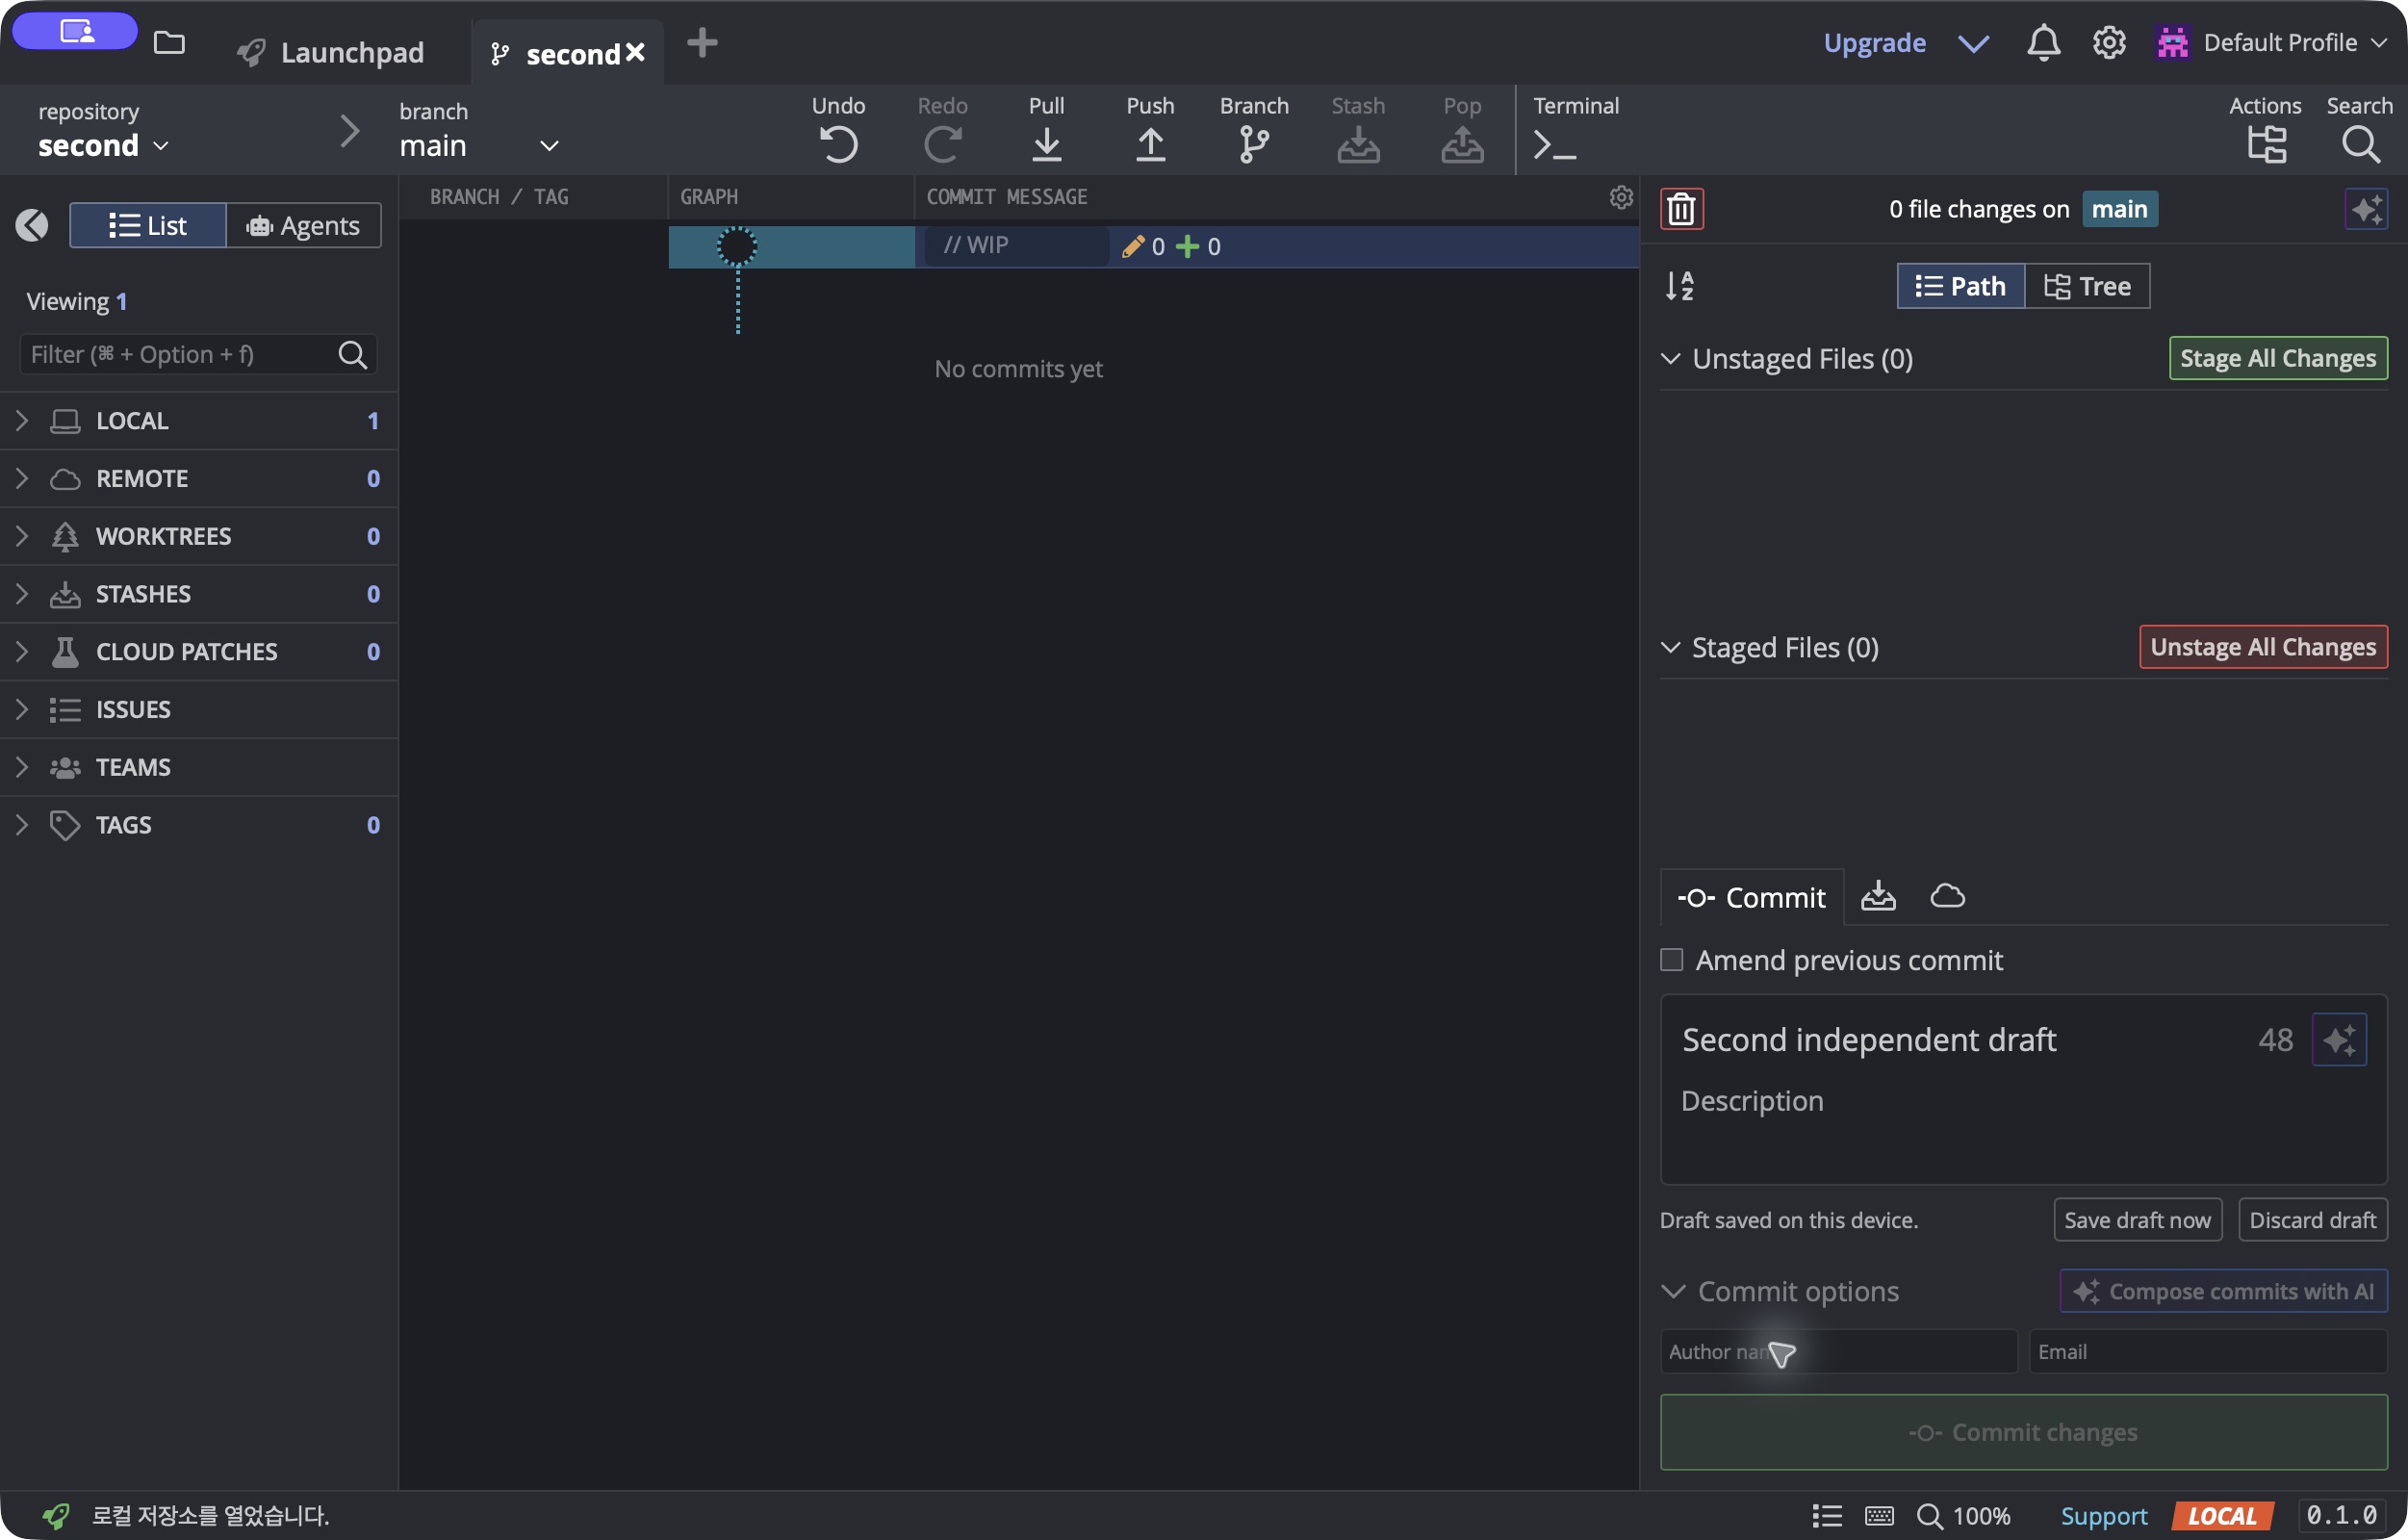 Launchpad
second
Upgrade
Default Profile
repository
second
branch
main
Undo
Redo
Pull
Push
Branch
Stash
Pop
Terminal
Actions
Search
List
Agents
Viewing 1
Filter (⌘ + Option + f)
LOCAL 1
REMOTE 0
WORKTREES 0
STASHES 0
CLOUD PATCHES 0
ISSUES
TEAMS
TAGS 0
BRANCH / TAG
GRAPH
COMMIT MESSAGE
// WIP
0
0
No commits yet
0 file changes on main
Path
Tree
Unstaged Files (0)
Stage All Changes
Staged Files (0)
Unstage All Changes
Commit
Amend previous commit
Second independent draft
48
Description
Draft saved on this device.
Save draft now
Discard draft
Commit options
Compose commits with AI
Author
Email
Commit changes
로컬 저장소를 열었습니다.
100%
Support
LOCAL
0.1.0